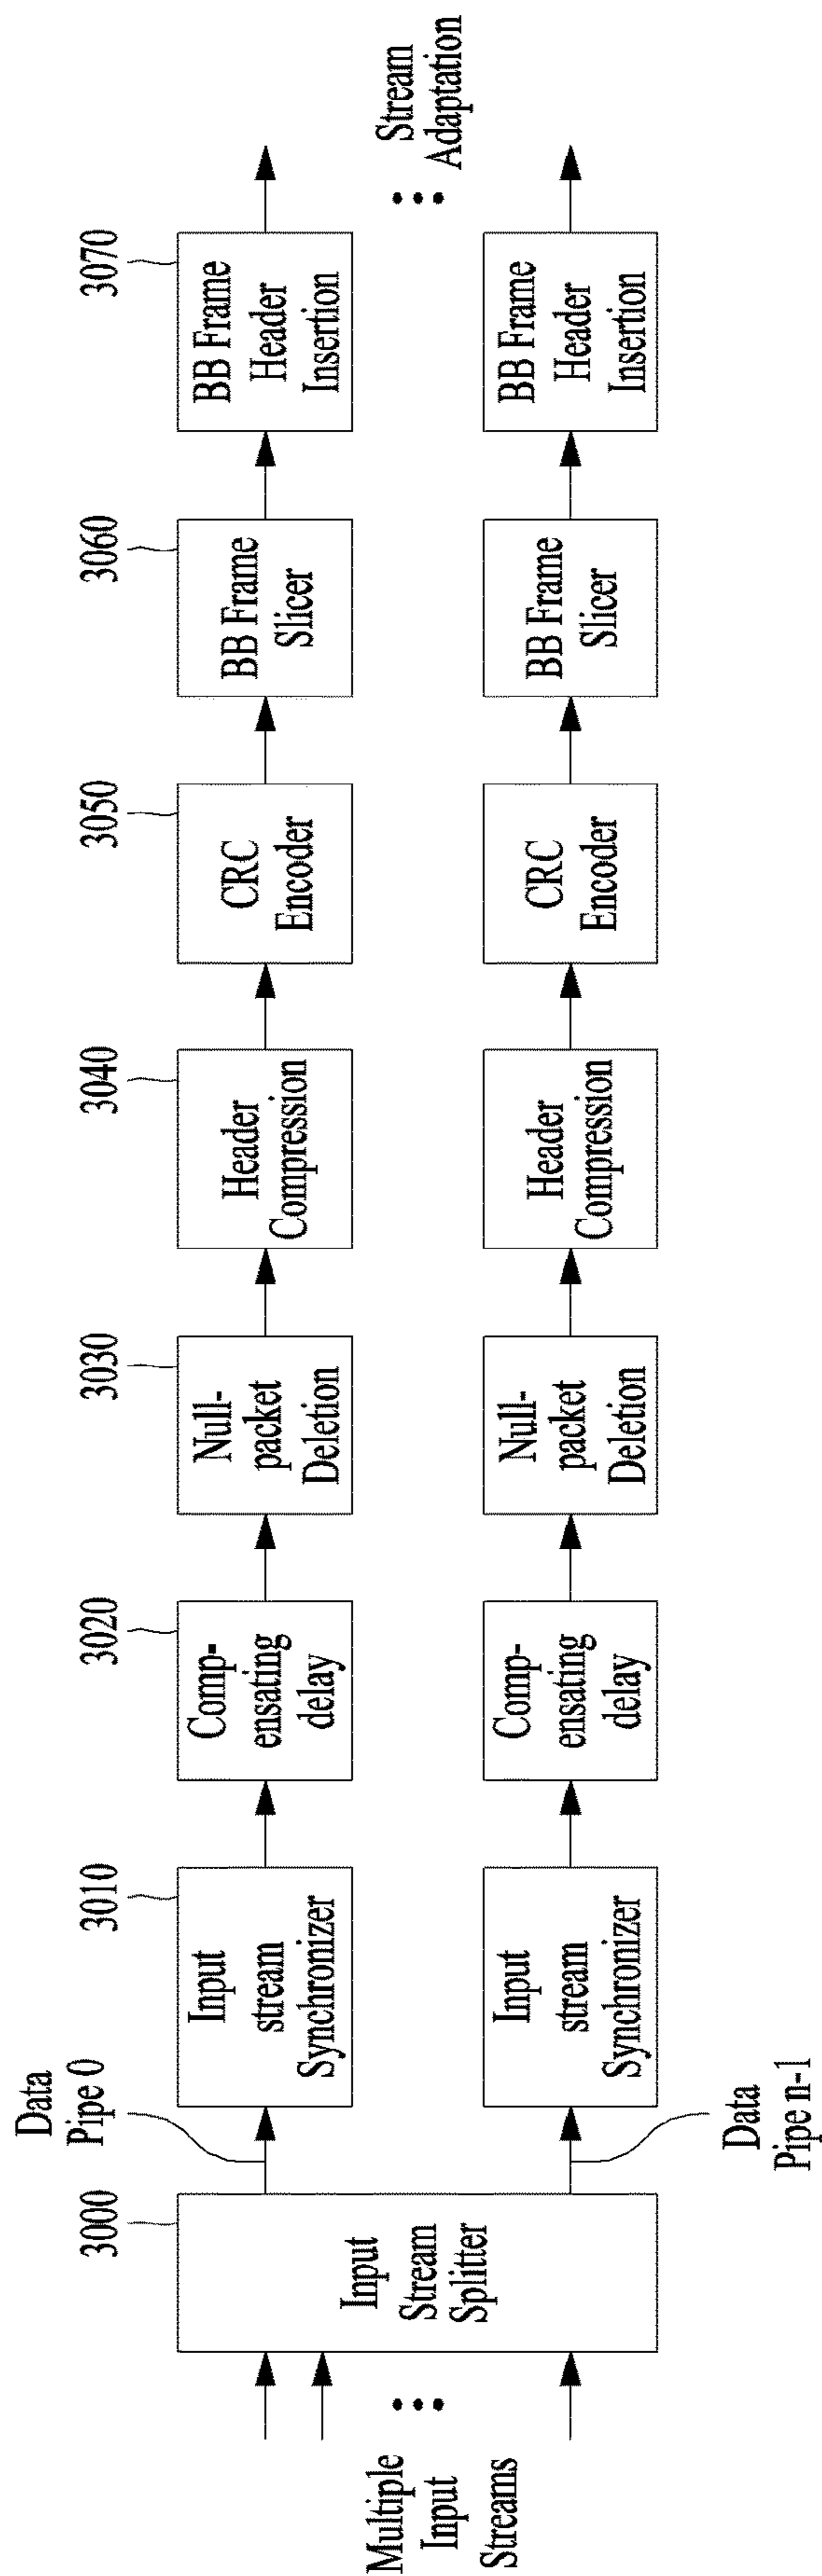 Multiple
Input
Streams
3000
Input
Stream
Splitter
Data
Pipe 0
3010
Input
stream
Synchronizer
3020
Comp-
ensating
delay
3030
Null-
packet
Deletion
3040
Header
Compression
3050
CRC
Encoder
3060
BB Frame
Slicer
3070
BB Frame
Header
Insertion
Data
Pipe n-1
Input
stream
Synchronizer
Comp-
ensating
delay
Null-
packet
Deletion
Header
Compression
CRC
Encoder
BB Frame
Slicer
BB Frame
Header
Insertion
Stream
Adaptation